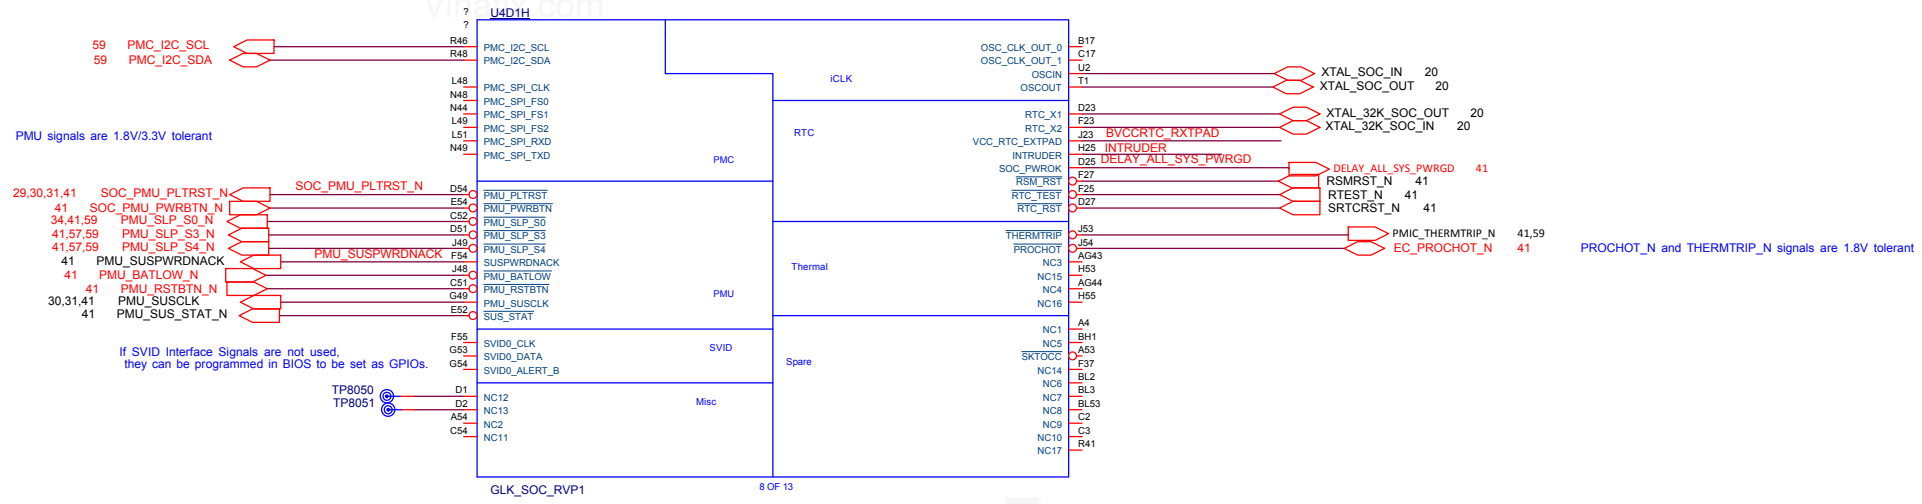 Vinafix.com
?
?
U4D1H
59 PMC_I2C_SCL R46 PMC_I2C_SCL
59 PMC_I2C_SDA R48 PMC_I2C_SDA
L48 PMC_SPI_CLK
N48 PMC_SPI_FS0
N44 PMC_SPI_FS1
L49 PMC_SPI_FS2
L51 PMC_SPI_RXD
N49 PMC_SPI_TXD
PMU signals are 1.8V/3.3V tolerant
PMC
29,30,31,41 SOC_PMU_PLTRST_N SOC_PMU_PLTRST_N D54 PMU_PLTRST
41 SOC_PMU_PWRBTN_N E54 PMU_PWRBTN
34,41,59 PMU_SLP_S0_N C52 PMU_SLP_S0
41,57,59 PMU_SLP_S3_N D51 PMU_SLP_S3
41,57,59 PMU_SLP_S4_N J49 PMU_SLP_S4
41 PMU_SUSPWRDNACK PMU_SUSPWRDNACK F54 SUSPWRDNACK
41 PMU_BATLOW_N J48 PMU_BATLOW
41 PMU_RSTBTN_N C51 PMU_RSTBTN
30,31,41 PMU_SUSCLK G49 PMU_SUSCLK
41 PMU_SUS_STAT_N E52 SUS_STAT
PMU
If SVID Interface Signals are not used,
they can be programmed in BIOS to be set as GPIOs.
F55 SVID0_CLK
G53 SVID0_DATA
G54 SVID0_ALERT_B
SVID
TP8050 D1 NC12
TP8051 D2 NC13
A54 NC2
C54 NC11
Misc
iCLK
OSC_CLK_OUT_0 B17
OSC_CLK_OUT_1 C17
OSCIN U2 XTAL_SOC_IN 20
OSCOUT T1 XTAL_SOC_OUT 20
RTC
RTC_X1 D23 XTAL_32K_SOC_OUT 20
RTC_X2 F23 XTAL_32K_SOC_IN 20
VCC_RTC_EXTPAD J23 BVCCRTC_RXTPAD
INTRUDER H25 INTRUDER
SOC_PWROK D25 DELAY_ALL_SYS_PWRGD DELAY_ALL_SYS_PWRGD 41
RSM_RST F27 RSMRST_N 41
RTC_TEST F25 RTEST_N 41
RTC_RST D27 SRTCRST_N 41
Thermal
THERMTRIP J53 PMIC_THERMTRIP_N 41,59
PROCHOT J54 EC_PROCHOT_N 41
PROCHOT_N and THERMTRIP_N signals are 1.8V tolerant
NC3 AG43
NC15 H53
NC4 AG44
NC16 H55
Spare
NC1 A4
NC5 BH1
SKTOCC A53
NC14 F37
NC6 BL2
NC7 BL3
NC8 BL53
NC9 C2
NC10 C3
NC17 R41
GLK_SOC_RVP1
8 OF 13